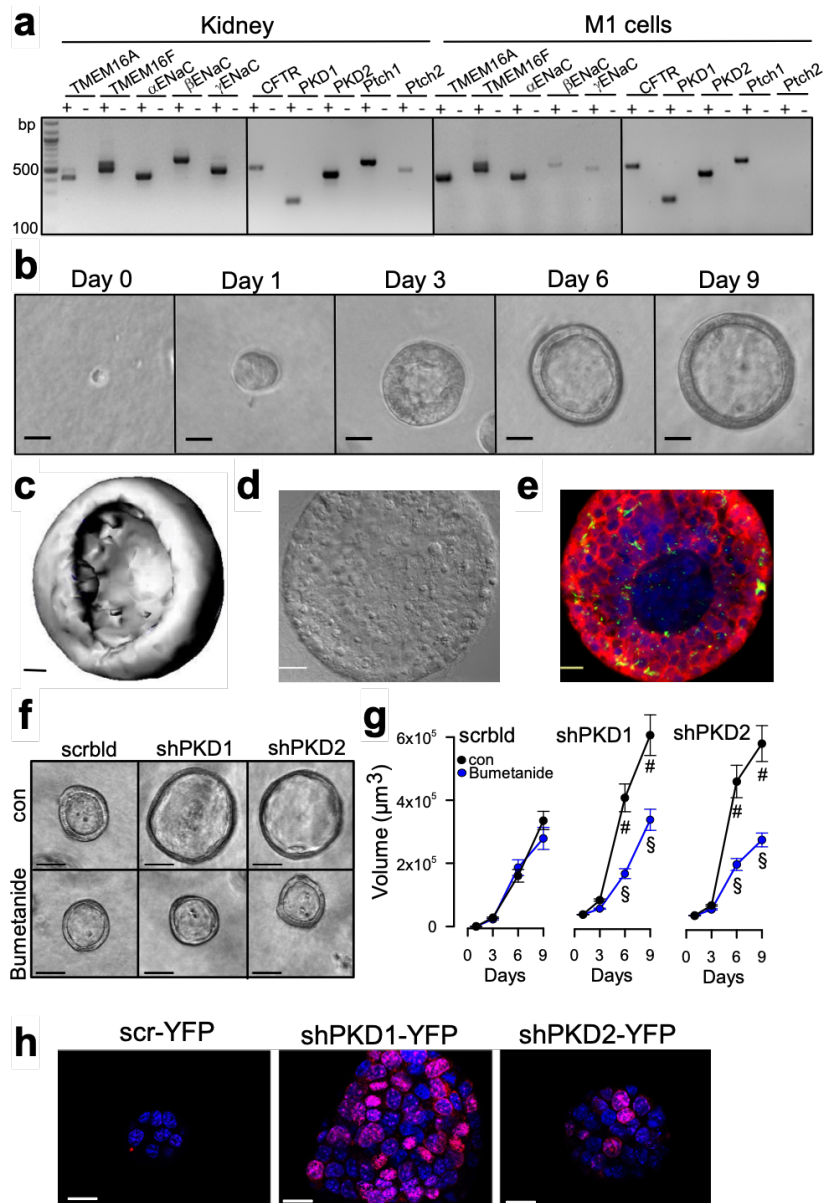 a
Kidney M1 cells
TMEM16A TMEM16F αENaC βENaC γENaC CFTR PKD1 PKD2 Ptch1 Ptch2 TMEM16A TMEM16F αENaC βENaC γENaC CFTR PKD1 PKD2 Ptch1 Ptch2
+ - + - + - + - + - + - + - + - + - + - + - + - + - + - + - + - + - + - + - + -
bp
500
100
b
Day 0 Day 1 Day 3 Day 6 Day 9
c d e
f
scrbld shPKD1 shPKD2
con
Bumetanide
g
scrbld shPKD1 shPKD2
con
Bumetanide
Volume (µm3)
6x10⁵
4x10⁵
2x10⁵
0
# # # #
§ § § §
0 3 6 9 0 3 6 9 0 3 6 9
Days Days Days
h
scr-YFP shPKD1-YFP shPKD2-YFP